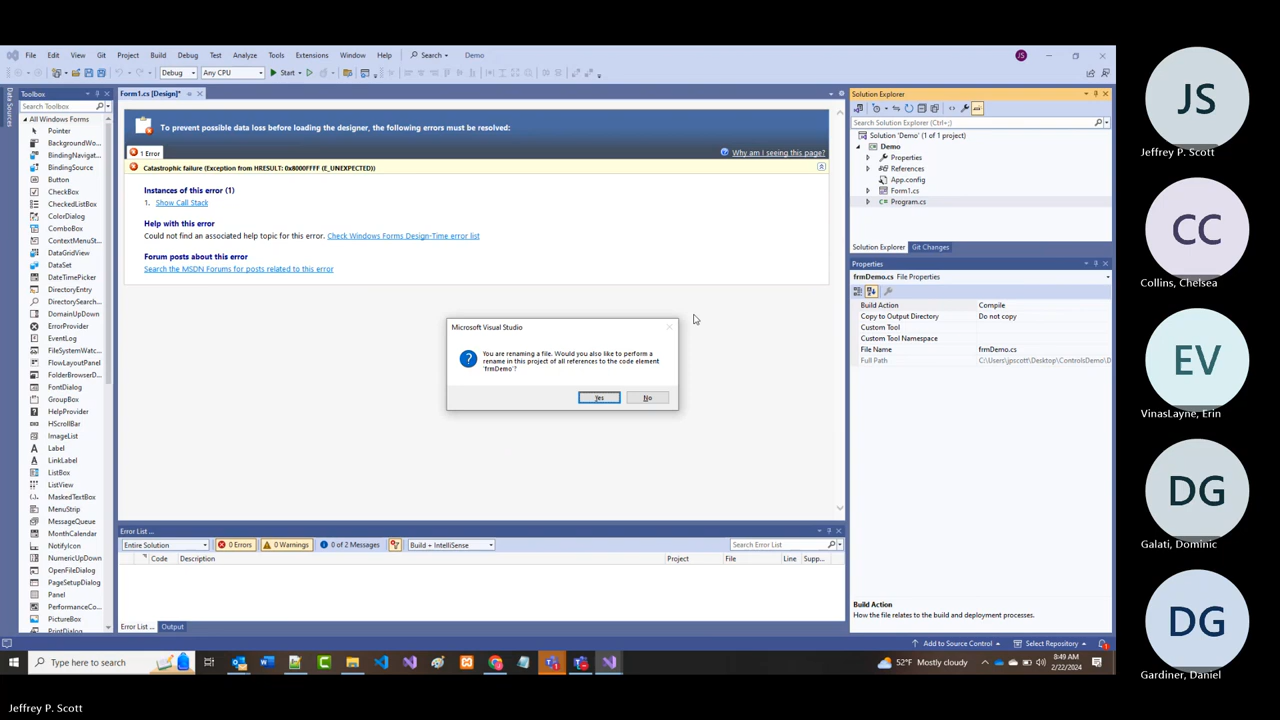 File Edit View Git Project Build Debug Test Analyze Tools Extensions Window Help Search Demo JS
Debug Any CPU Start
Data Sources
Toolbox
Search Toolbox
All Windows Forms
Pointer
BackgroundWo...
BindingNavigat...
BindingSource
Button
CheckBox
CheckedListBox
ColorDialog
ComboBox
ContextMenuSt...
DataGridView
DataSet
DateTimePicker
DirectoryEntry
DirectorySearc...
DomainUpDown
ErrorProvider
EventLog
FileSystemWatc...
FlowLayoutPanel
FolderBrowserD...
FontDialog
GroupBox
HelpProvider
HScrollBar
ImageList
Label
LinkLabel
ListBox
ListView
MaskedTextBox
MenuStrip
MessageQueue
MonthCalendar
NotifyIcon
NumericUpDown
OpenFileDialog
PageSetupDialog
Panel
PerformanceCo...
PictureBox
PrintDialog
Form1.cs [Design]*
To prevent possible data loss before loading the designer, the following errors must be resolved:
1 Error
Why am I seeing this page?
Catastrophic failure (Exception from HRESULT: 0x8000FFFF (E_UNEXPECTED))
Instances of this error (1)
1. Show Call Stack
Help with this error
Could not find an associated help topic for this error. Check Windows Forms Design-Time error list
Forum posts about this error
Search the MSDN Forums for posts related to this error
Microsoft Visual Studio
You are renaming a file. Would you also like to perform a
rename in this project of all references to the code element
'frmDemo'?
Yes No
Error List ...
Entire Solution 0 Errors 0 Warnings 0 of 2 Messages Build + IntelliSense Search Error List
Code Description Project File Line Supp...
Error List ... Output
Solution Explorer
Search Solution Explorer (Ctrl+;)
Solution 'Demo' (1 of 1 project)
Demo
Properties
References
App.config
Form1.cs
Program.cs
Solution Explorer Git Changes
Properties
frmDemo.cs File Properties
Build Action Compile
Copy to Output Directory Do not copy
Custom Tool
Custom Tool Namespace
File Name frmDemo.cs
Full Path C:\Users\jpscott\Desktop\ControlsDemo\D
Build Action
How the file relates to the build and deployment processes.
Add to Source Control Select Repository
Type here to search
52°F Mostly cloudy
8:49 AM
2/22/2024
JS
Jeffrey P. Scott
CC
Collins, Chelsea
EV
VinasLayne, Erin
DG
Galati, Dominic
DG
Gardiner, Daniel
Jeffrey P. Scott